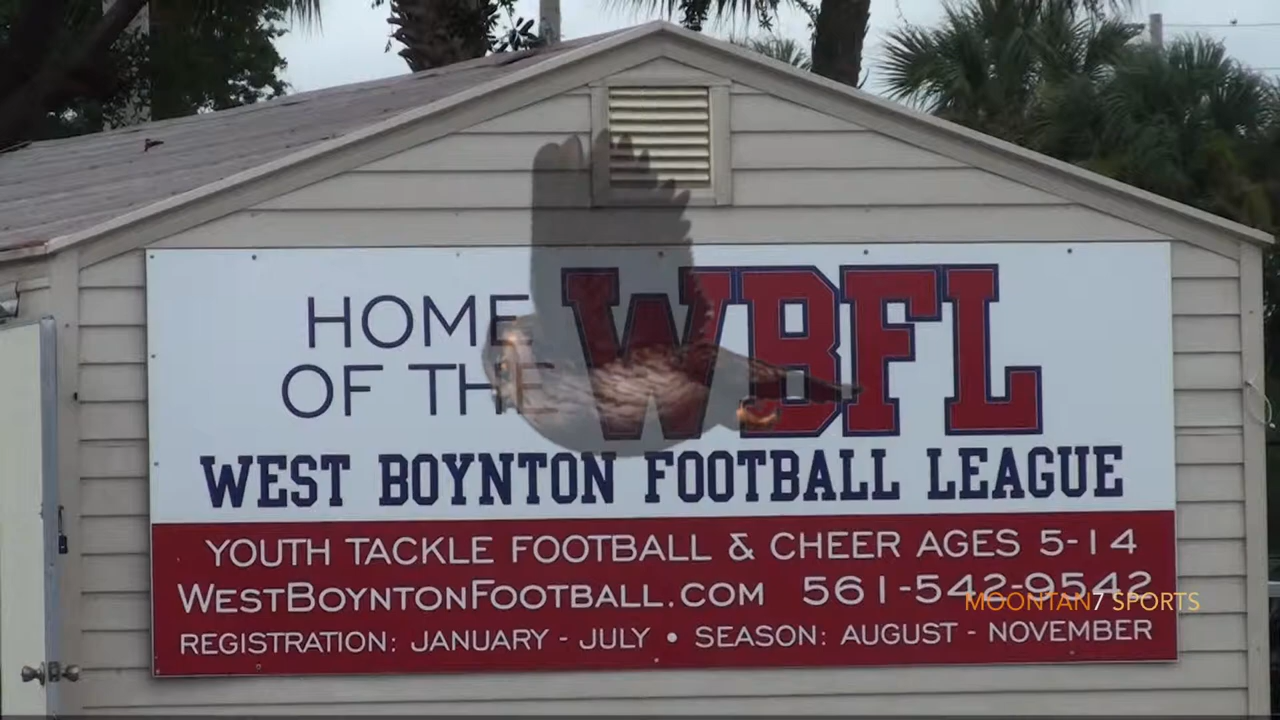 HOME
OF THE
WBFL
WEST BOYNTON FOOTBALL LEAGUE
YOUTH TACKLE FOOTBALL & CHEER AGES 5-14
WESTBOYNTONFOOTBALL.COM 561-542-9542
MOONTAN7 SPORTS
REGISTRATION: JANUARY - JULY • SEASON: AUGUST - NOVEMBER